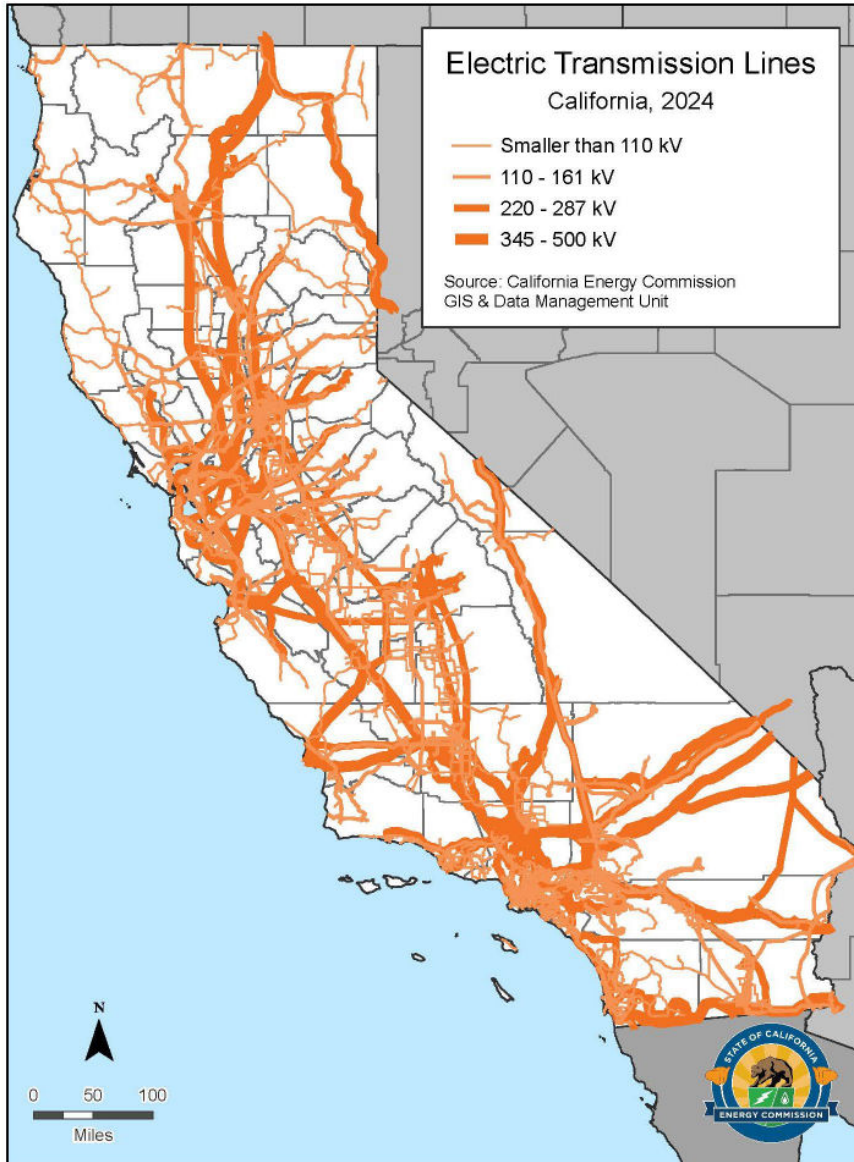 Electric Transmission Lines
California, 2024
Smaller than 110 kV
110 - 161 kV
220 - 287 kV
345 - 500 kV
Source: California Energy Commission
GIS & Data Management Unit
N
0 50 100
Miles
STATE OF CALIFORNIA
ENERGY COMMISSION